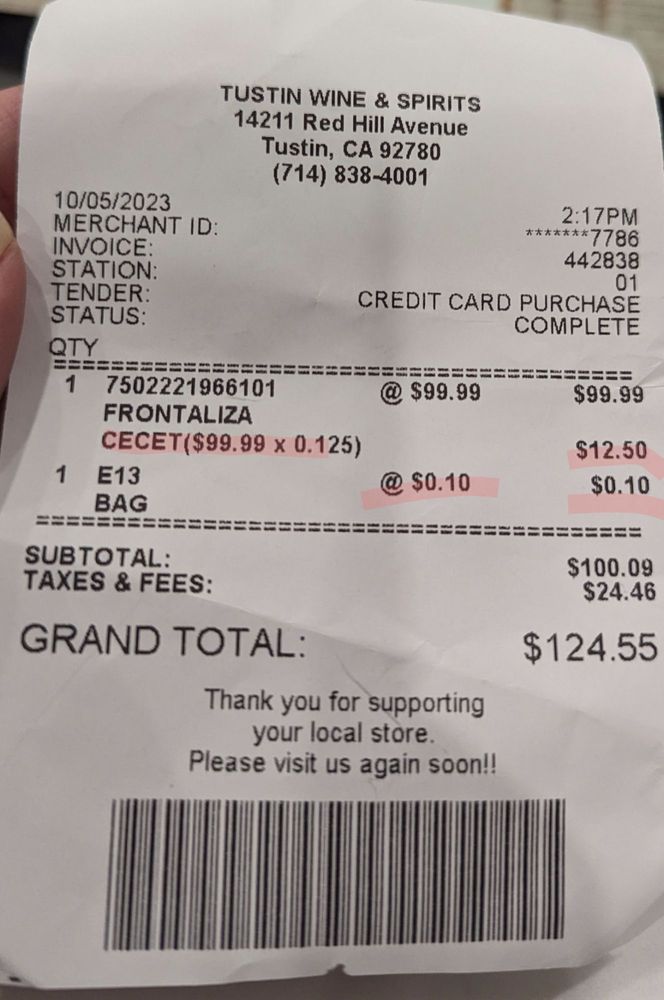 TUSTIN WINE & SPIRITS
14211 Red Hill Avenue
Tustin, CA 92780
(714) 838-4001
10/05/2023 2:17PM
MERCHANT ID: *******7786
INVOICE: 442838
STATION: 01
TENDER: CREDIT CARD PURCHASE
STATUS: COMPLETE
QTY
1 7502221966101 @ $99.99 $99.99
FRONTALIZA
CECET($99.99 x 0.125) $12.50
1 E13 @ $0.10 $0.10
BAG
SUBTOTAL: $100.09
TAXES & FEES: $24.46
GRAND TOTAL: $124.55
Thank you for supporting
your local store.
Please visit us again soon!!